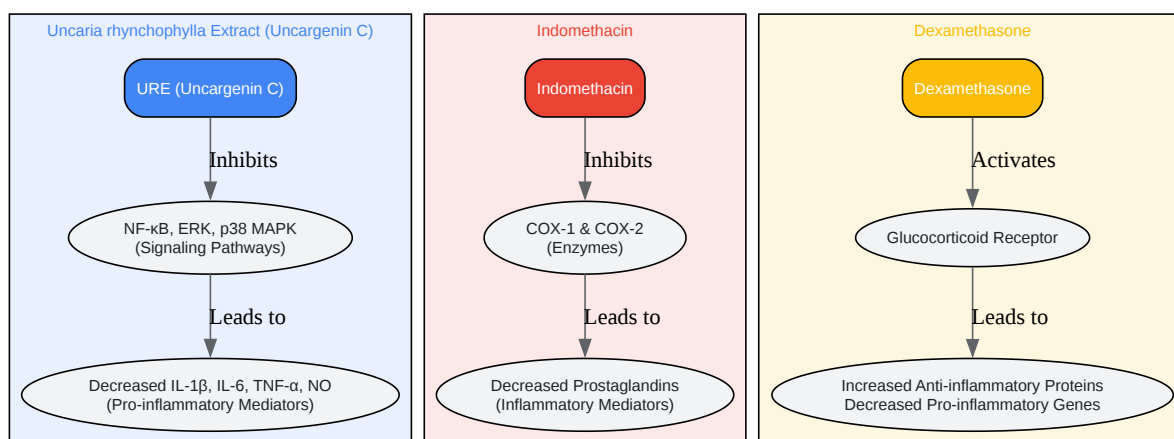 Uncaria rhynchophylla Extract (Uncargenin C)
URE (Uncargenin C)
Inhibits
NF-κB, ERK, p38 MAPK
(Signaling Pathways)
Leads to
Decreased IL-1β, IL-6, TNF-α, NO
(Pro-inflammatory Mediators)
Indomethacin
Indomethacin
Inhibits
COX-1 & COX-2
(Enzymes)
Leads to
Decreased Prostaglandins
(Inflammatory Mediators)
Dexamethasone
Dexamethasone
Activates
Glucocorticoid Receptor
Leads to
Increased Anti-inflammatory Proteins
Decreased Pro-inflammatory Genes